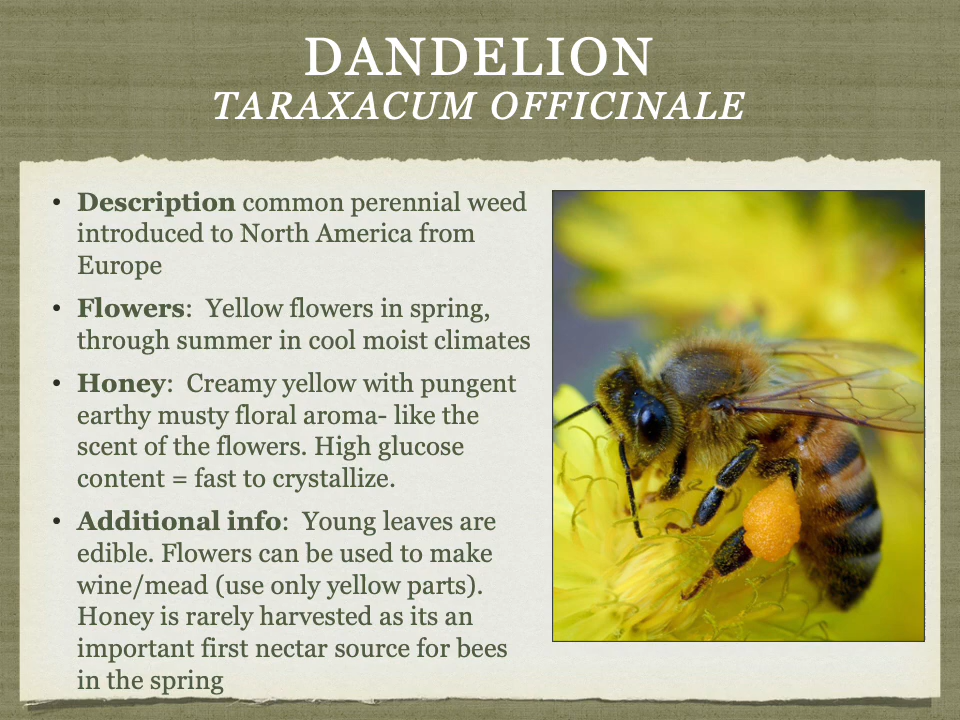 DANDELION
TARAXACUM OFFICINALE
• Description common perennial weed
introduced to North America from
Europe
• Flowers:  Yellow flowers in spring,
through summer in cool moist climates
• Honey:  Creamy yellow with pungent
earthy musty floral aroma- like the
scent of the flowers. High glucose
content = fast to crystallize.
• Additional info:  Young leaves are
edible. Flowers can be used to make
wine/mead (use only yellow parts).
Honey is rarely harvested as its an
important first nectar source for bees
in the spring